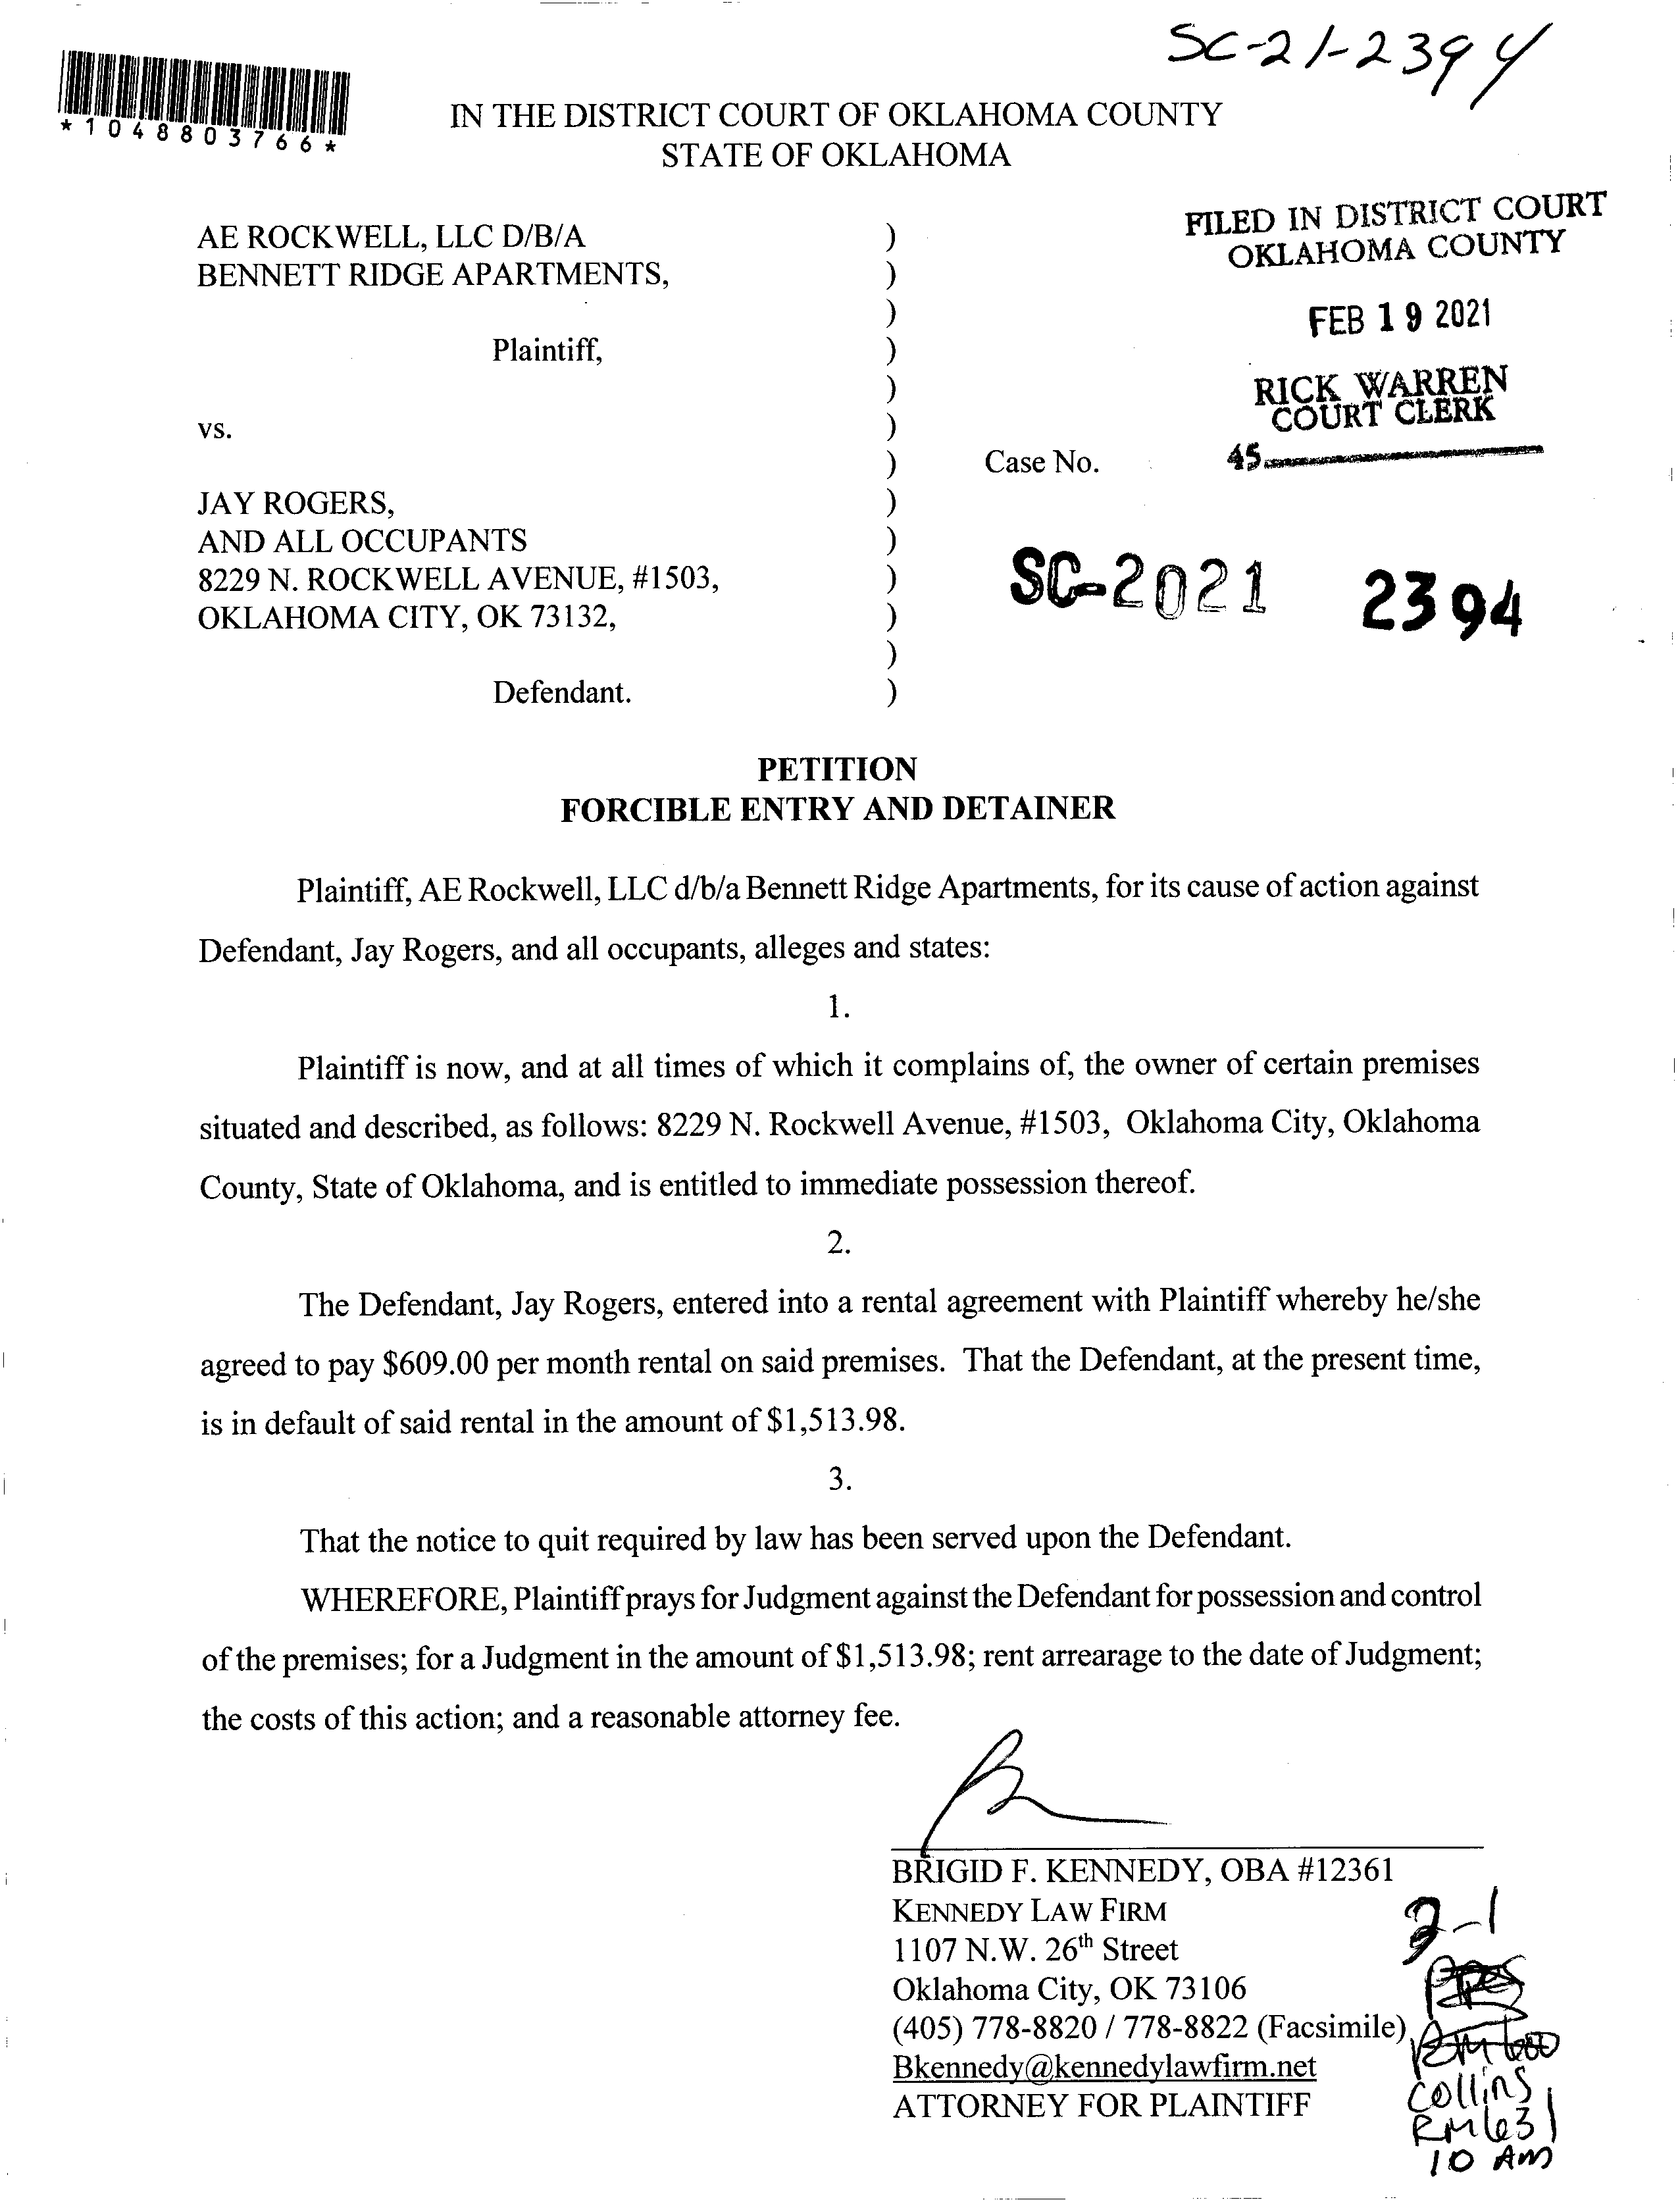 SC-21-2394
*1048803766*
IN THE DISTRICT COURT OF OKLAHOMA COUNTY
STATE OF OKLAHOMA
AE ROCKWELL, LLC D/B/A )
BENNETT RIDGE APARTMENTS, )
)
Plaintiff, )
)
vs. )
)
JAY ROGERS, )
AND ALL OCCUPANTS )
8229 N. ROCKWELL AVENUE, #1503, )
OKLAHOMA CITY, OK 73132, )
)
Defendant. )
FILED IN DISTRICT COURT
OKLAHOMA COUNTY
FEB 19 2021
RICK WARREN
COURT CLERK
Case No. 45
SC-2021 2394
PETITION
FORCIBLE ENTRY AND DETAINER
Plaintiff, AE Rockwell, LLC d/b/a Bennett Ridge Apartments, for its cause of action against
Defendant, Jay Rogers, and all occupants, alleges and states:
1.
Plaintiff is now, and at all times of which it complains of, the owner of certain premises
situated and described, as follows: 8229 N. Rockwell Avenue, #1503, Oklahoma City, Oklahoma
County, State of Oklahoma, and is entitled to immediate possession thereof.
2.
The Defendant, Jay Rogers, entered into a rental agreement with Plaintiff whereby he/she
agreed to pay $609.00 per month rental on said premises. That the Defendant, at the present time,
is in default of said rental in the amount of $1,513.98.
3.
That the notice to quit required by law has been served upon the Defendant.
WHEREFORE, Plaintiff prays for Judgment against the Defendant for possession and control
of the premises; for a Judgment in the amount of $1,513.98; rent arrearage to the date of Judgment;
the costs of this action; and a reasonable attorney fee.
BRIGID F. KENNEDY, OBA #12361
KENNEDY LAW FIRM
1107 N.W. 26th Street
Oklahoma City, OK 73106
(405) 778-8820 / 778-8822 (Facsimile)
Bkennedy@kennedylawfirm.net
ATTORNEY FOR PLAINTIFF
3-1
Collins
RM 631
10 AM